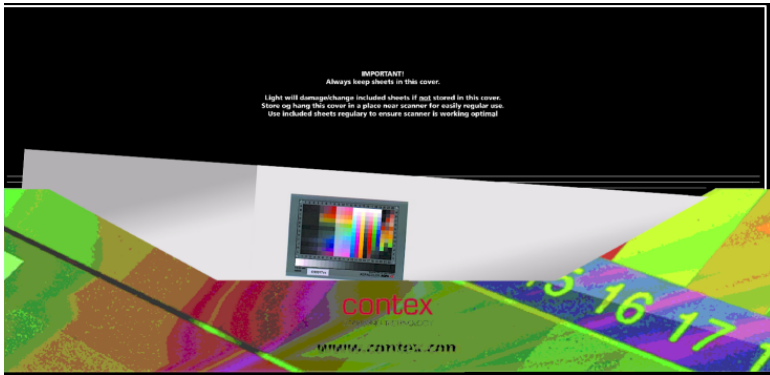 IMPORTANT!
Always keep sheets in this cover.
Light will damage/change included sheets if not stored in this cover.
Store og hang this cover in a place near scanner for easily regular use.
Use included sheets regulary to ensure scanner is working optimal
15 16 17 1
contex
www.contex.com